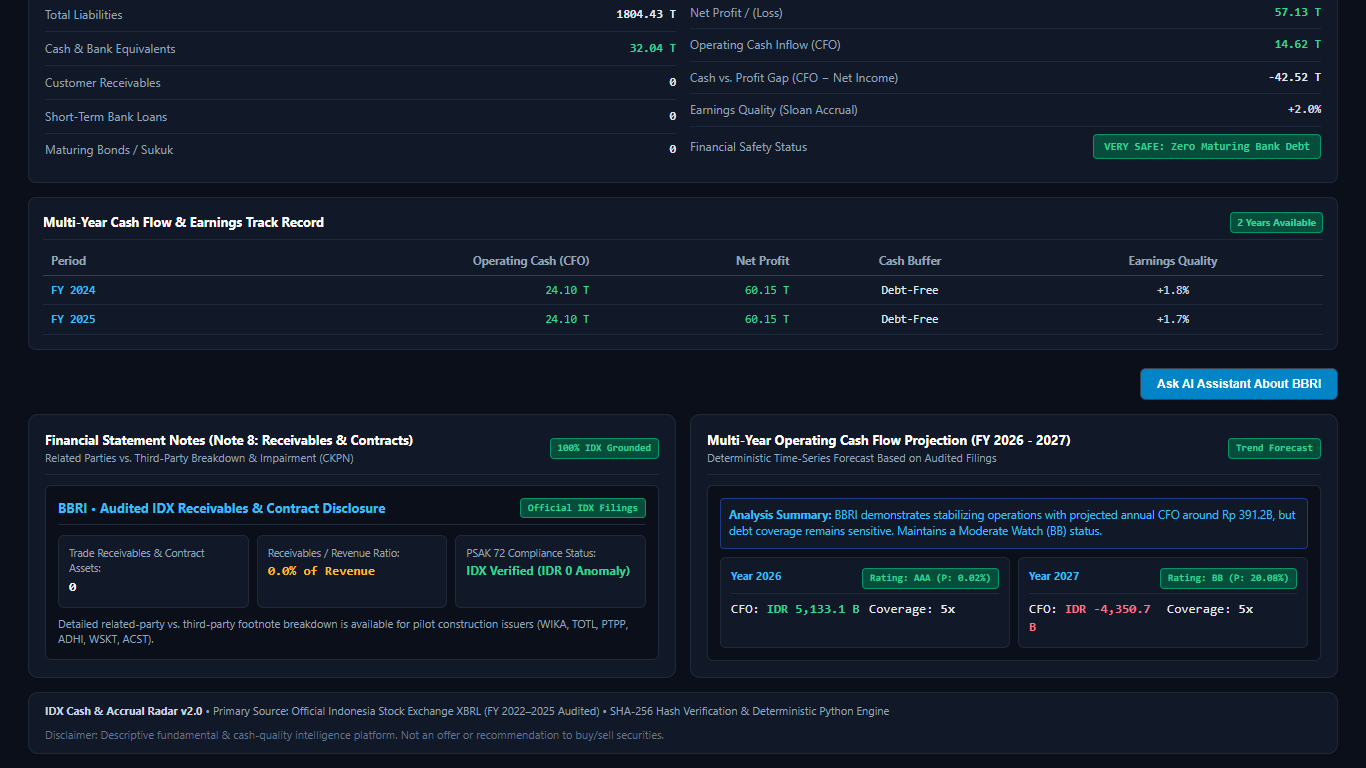 Total Liabilities 1804.43 T
Net Profit / (Loss) 57.13 T
Cash & Bank Equivalents 32.04 T
Operating Cash Inflow (CFO) 14.62 T
Customer Receivables 0
Cash vs. Profit Gap (CFO − Net Income) -42.52 T
Short-Term Bank Loans 0
Earnings Quality (Sloan Accrual) +2.0%
Maturing Bonds / Sukuk 0
Financial Safety Status VERY SAFE: Zero Maturing Bank Debt
Multi-Year Cash Flow & Earnings Track Record 2 Years Available
Period Operating Cash (CFO) Net Profit Cash Buffer Earnings Quality
FY 2024 24.10 T 60.15 T Debt-Free +1.8%
FY 2025 24.10 T 60.15 T Debt-Free +1.7%
Ask AI Assistant About BBRI
Financial Statement Notes (Note 8: Receivables & Contracts)
Related Parties vs. Third-Party Breakdown & Impairment (CKPN)
100% IDX Grounded
BBRI • Audited IDX Receivables & Contract Disclosure Official IDX Filings
Trade Receivables & Contract
Assets:
0
Receivables / Revenue Ratio:
0.0% of Revenue
PSAK 72 Compliance Status:
IDX Verified (IDR 0 Anomaly)
Detailed related-party vs. third-party footnote breakdown is available for pilot construction issuers (WIKA, TOTL, PTPP,
ADHI, WSKT, ACST).
Multi-Year Operating Cash Flow Projection (FY 2026 - 2027)
Deterministic Time-Series Forecast Based on Audited Filings
Trend Forecast
Analysis Summary: BBRI demonstrates stabilizing operations with projected annual CFO around Rp 391.2B, but
debt coverage remains sensitive. Maintains a Moderate Watch (BB) status.
Year 2026 Rating: AAA (P: 0.02%)
CFO: IDR 5,133.1 B Coverage: 5x
Year 2027 Rating: BB (P: 20.08%)
CFO: IDR -4,350.7 Coverage: 5x
B
IDX Cash & Accrual Radar v2.0 • Primary Source: Official Indonesia Stock Exchange XBRL (FY 2022–2025 Audited) • SHA-256 Hash Verification & Deterministic Python Engine
Disclaimer: Descriptive fundamental & cash-quality intelligence platform. Not an offer or recommendation to buy/sell securities.